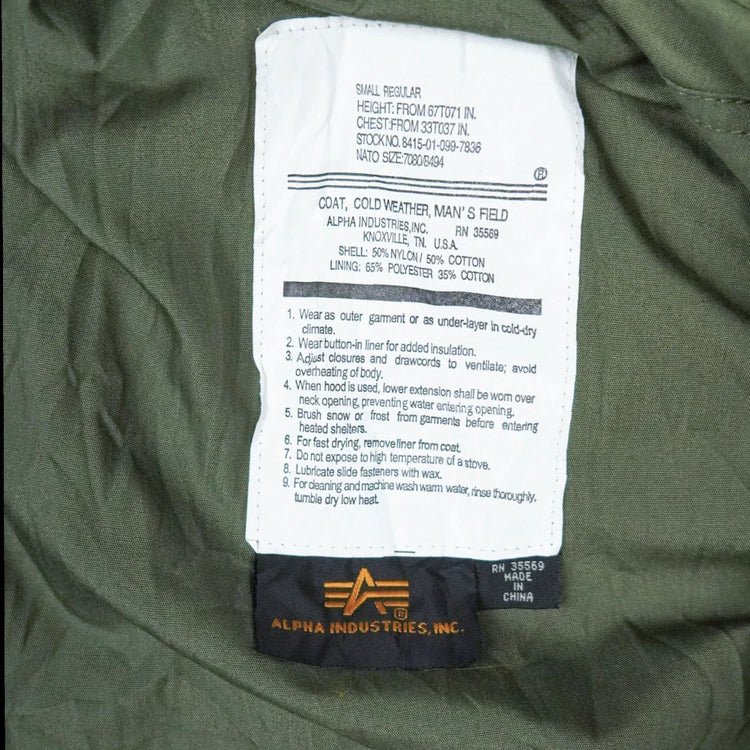 SMALL REGULAR
HEIGHT: FROM 67T071 IN.
CHEST:FROM 33T037 IN.
STOCK NO. 8415-01-099-7836
NATO SIZE:7080/8494
®
COAT, COLD WEATHER, MAN'S FIELD
ALPHA INDUSTRIES,INC. RN 35569
KNOXVILLE, TN. U.S.A.
SHELL: 50% NYLON / 50% COTTON
LINING: 65% POLYESTER 35% COTTON
1. Wear as outer garment or as under-layer in cold-dry
climate.
2. Wear button-in liner for added insulation.
3. Adjust closures and drawcords to ventilate; avoid
overheating of body.
4. When hood is used, lower extension shall be worn over
neck opening, preventing water entering opening.
5. Brush snow or frost from garments before entering
heated shelters.
6. For fast drying, remove liner from coat.
7. Do not expose to high temperature of a stove.
8. Lubricate slide fasteners with wax.
9. For cleaning and machine wash warm water, rinse thoroughly,
tumble dry low heat.
RN 35569
MADE
IN
CHINA
®
ALPHA INDUSTRIES, INC.